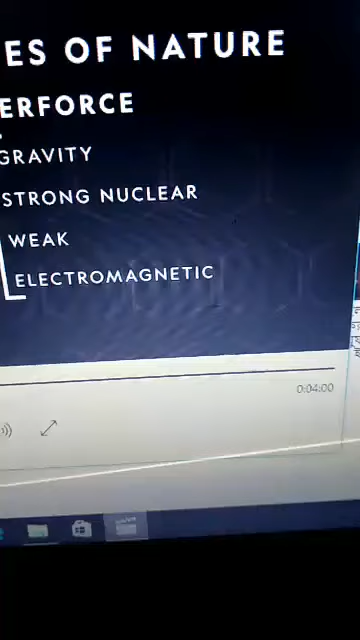 ES OF NATURE
ERFORCE
GRAVITY
STRONG NUCLEAR
WEAK
ELECTROMAGNETIC
0:04:00